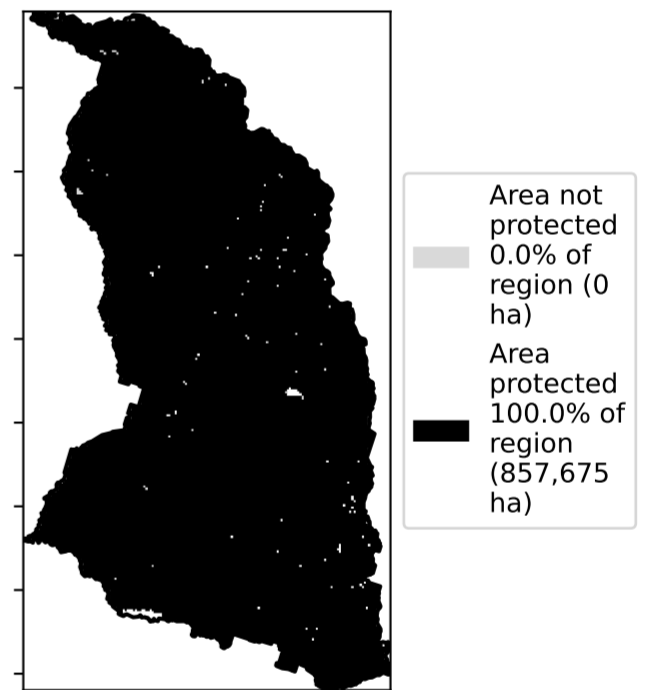 Area not
protected
0.0% of
region (0
ha)
Area
protected
100.0% of
region
(857,675
ha)